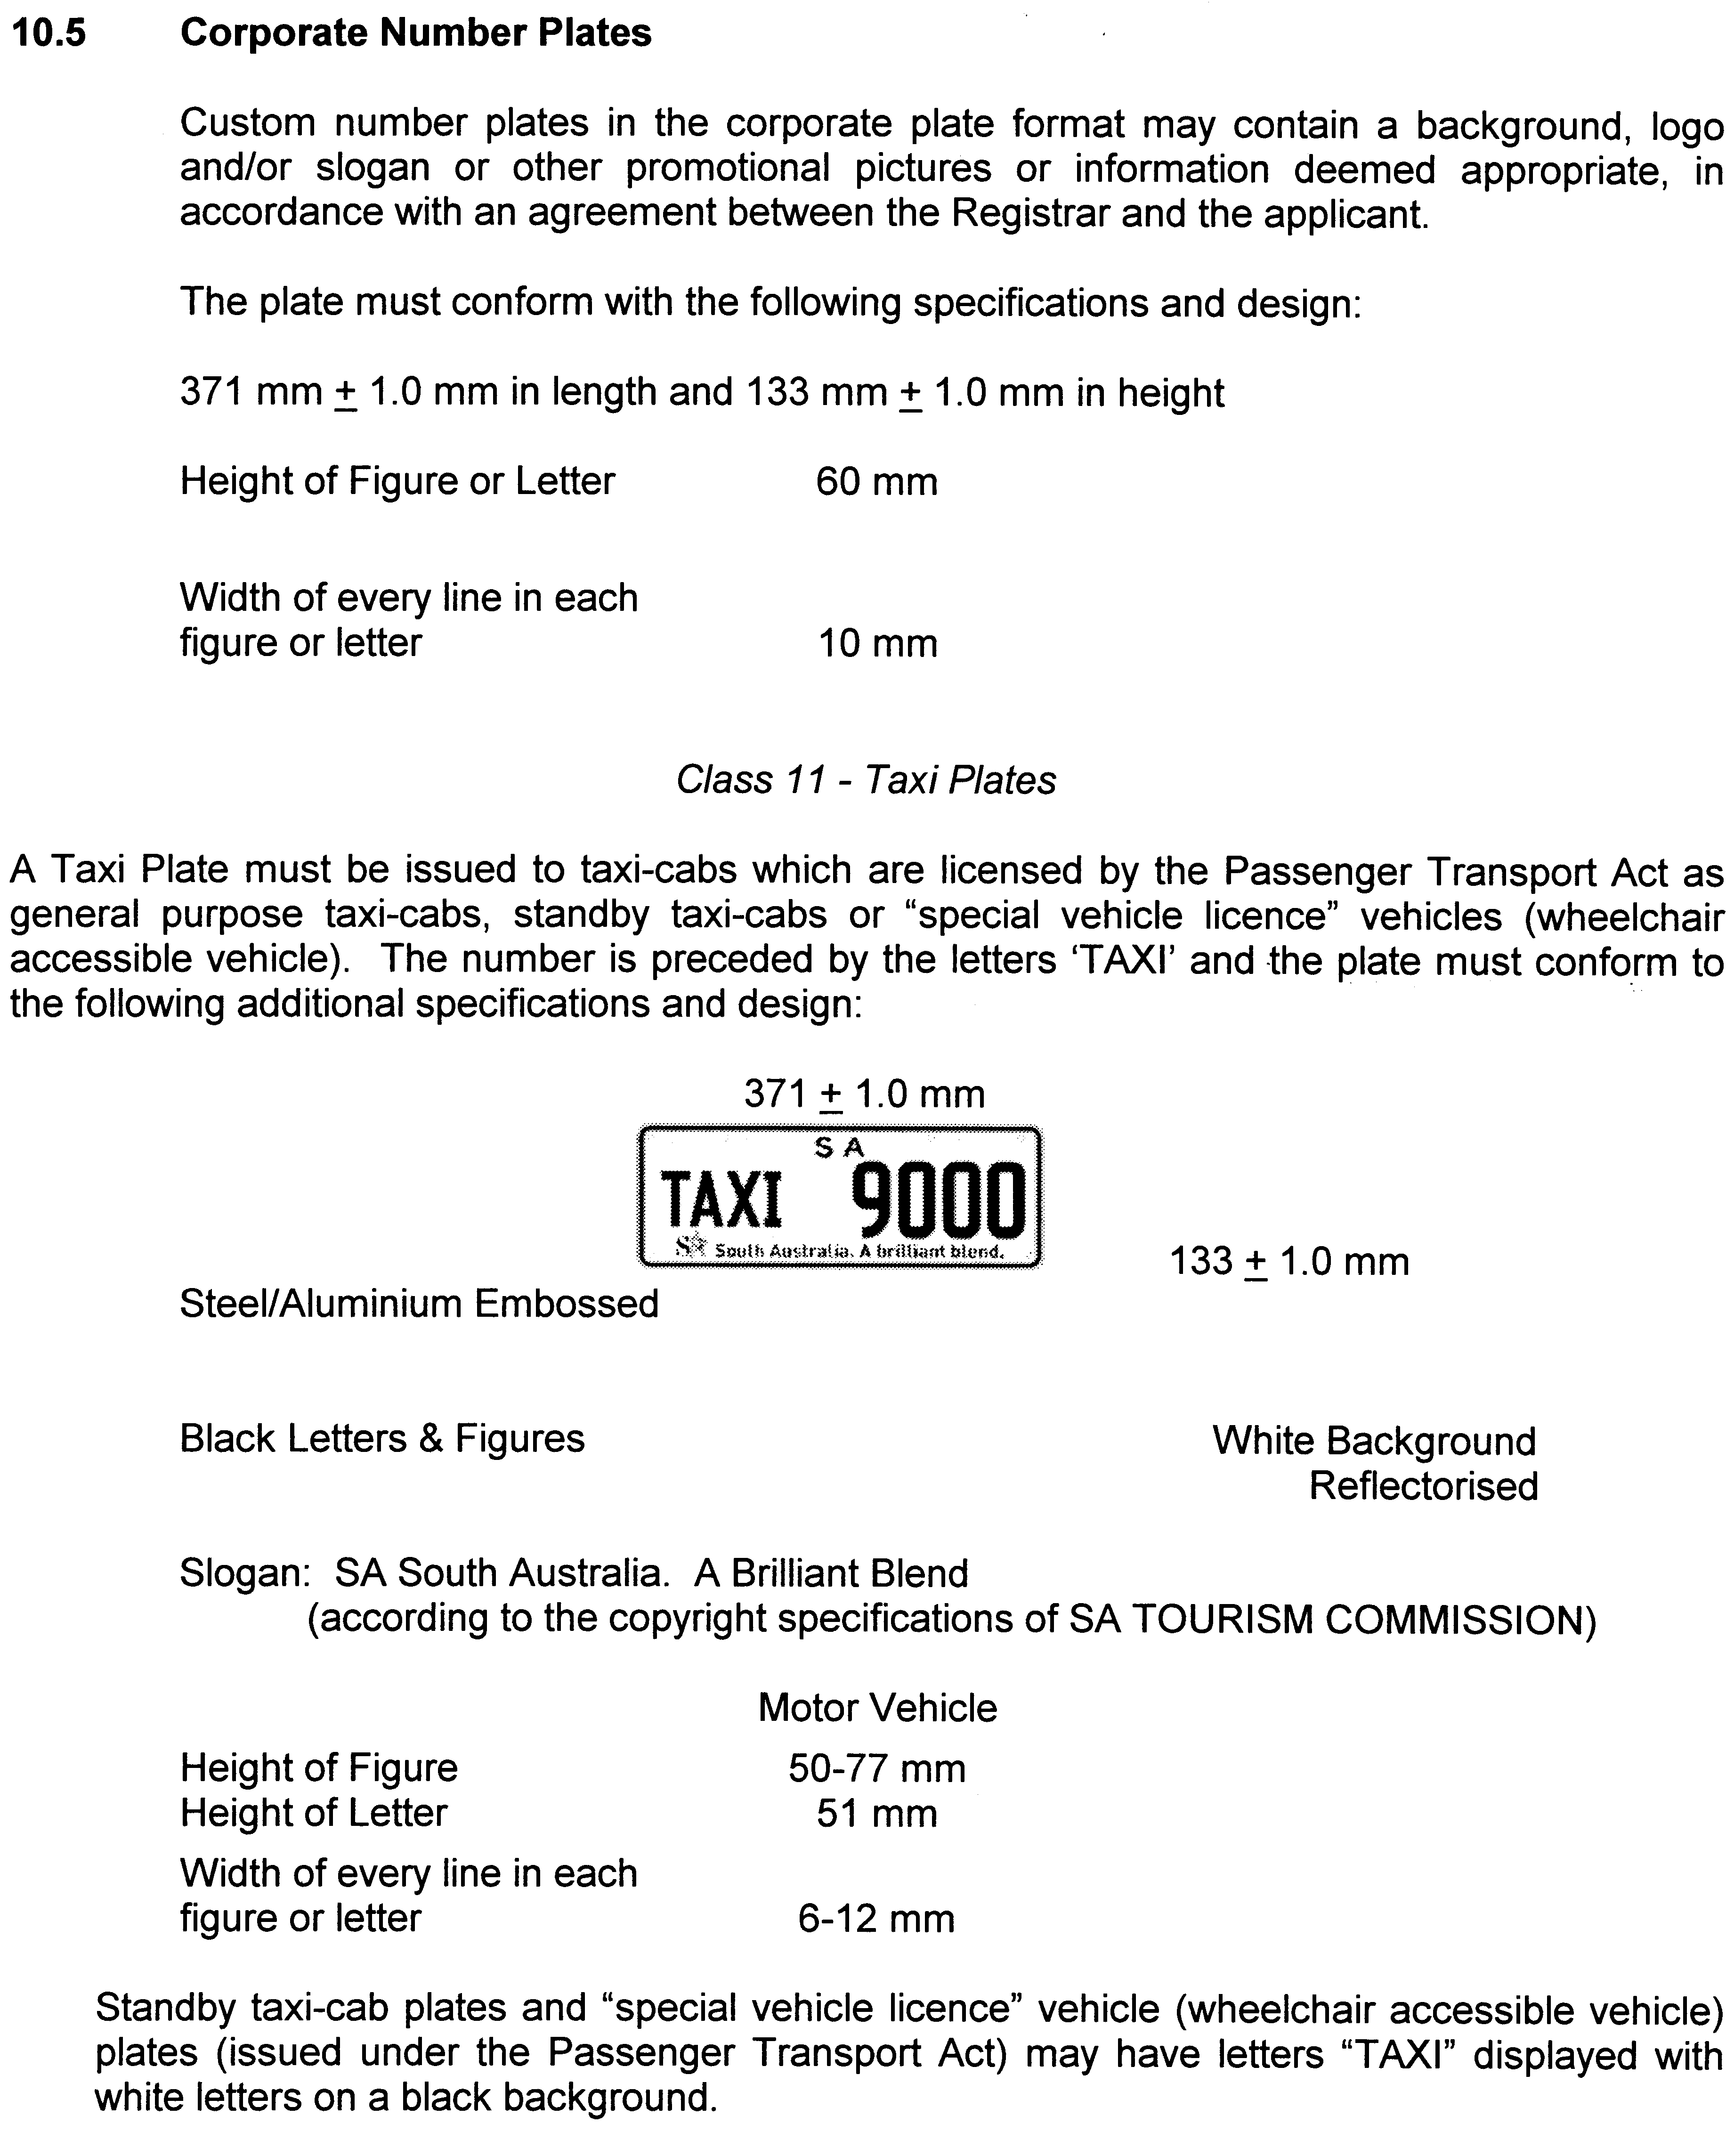 10.5 Corporate Number Plates
Custom number plates in the corporate plate format may contain a background, logo
and/or slogan or other promotional pictures or information deemed appropriate, in
accordance with an agreement between the Registrar and the applicant.
The plate must conform with the following specifications and design:
371 mm ± 1.0 mm in length and 133 mm ± 1.0 mm in height
Height of Figure or Letter 60 mm
Width of every line in each
figure or letter 10 mm
Class 11 - Taxi Plates
A Taxi Plate must be issued to taxi-cabs which are licensed by the Passenger Transport Act as
general purpose taxi-cabs, standby taxi-cabs or “special vehicle licence” vehicles (wheelchair
accessible vehicle). The number is preceded by the letters ‘TAXI’ and the plate must conform to
the following additional specifications and design:
371 ± 1.0 mm
S A
TAXI 9000
SA South Australia. A brilliant blend.
133 ± 1.0 mm
Steel/Aluminium Embossed
Black Letters & Figures White Background
Reflectorised
Slogan: SA South Australia. A Brilliant Blend
(according to the copyright specifications of SA TOURISM COMMISSION)
Motor Vehicle
Height of Figure 50-77 mm
Height of Letter 51 mm
Width of every line in each
figure or letter 6-12 mm
Standby taxi-cab plates and “special vehicle licence” vehicle (wheelchair accessible vehicle)
plates (issued under the Passenger Transport Act) may have letters “TAXI” displayed with
white letters on a black background.